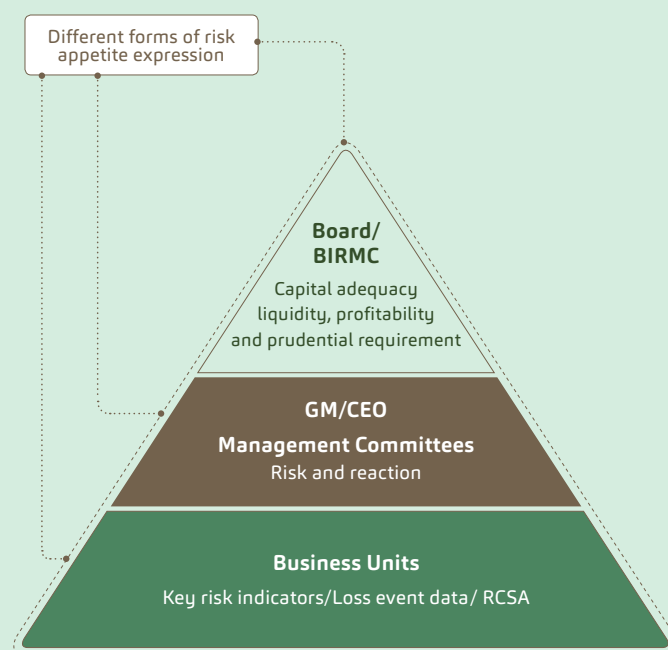 Different forms of risk
appetite expression
Board/
BIRMC
Capital adequacy
liquidity, profitability
and prudential requirement
GM/CEO
Management Committees
Risk and reaction
Business Units
Key risk indicators/Loss event data/ RCSA